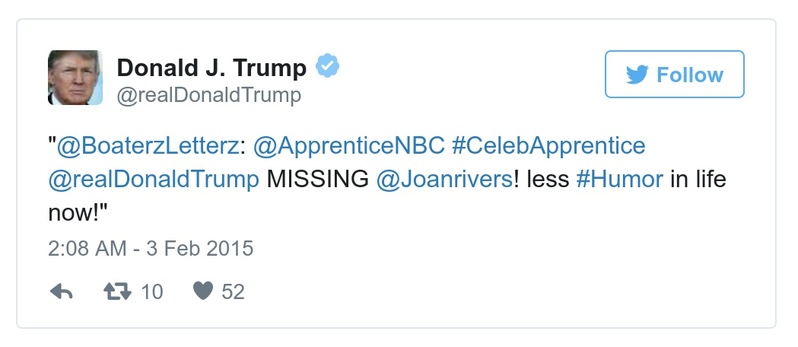 Donald J. Trump
@realDonaldTrump
Follow
"@BoaterzLetterz: @ApprenticeNBC #CelebApprentice
@realDonaldTrump MISSING @Joanrivers! less #Humor in life
now!"
2:08 AM - 3 Feb 2015
10 52